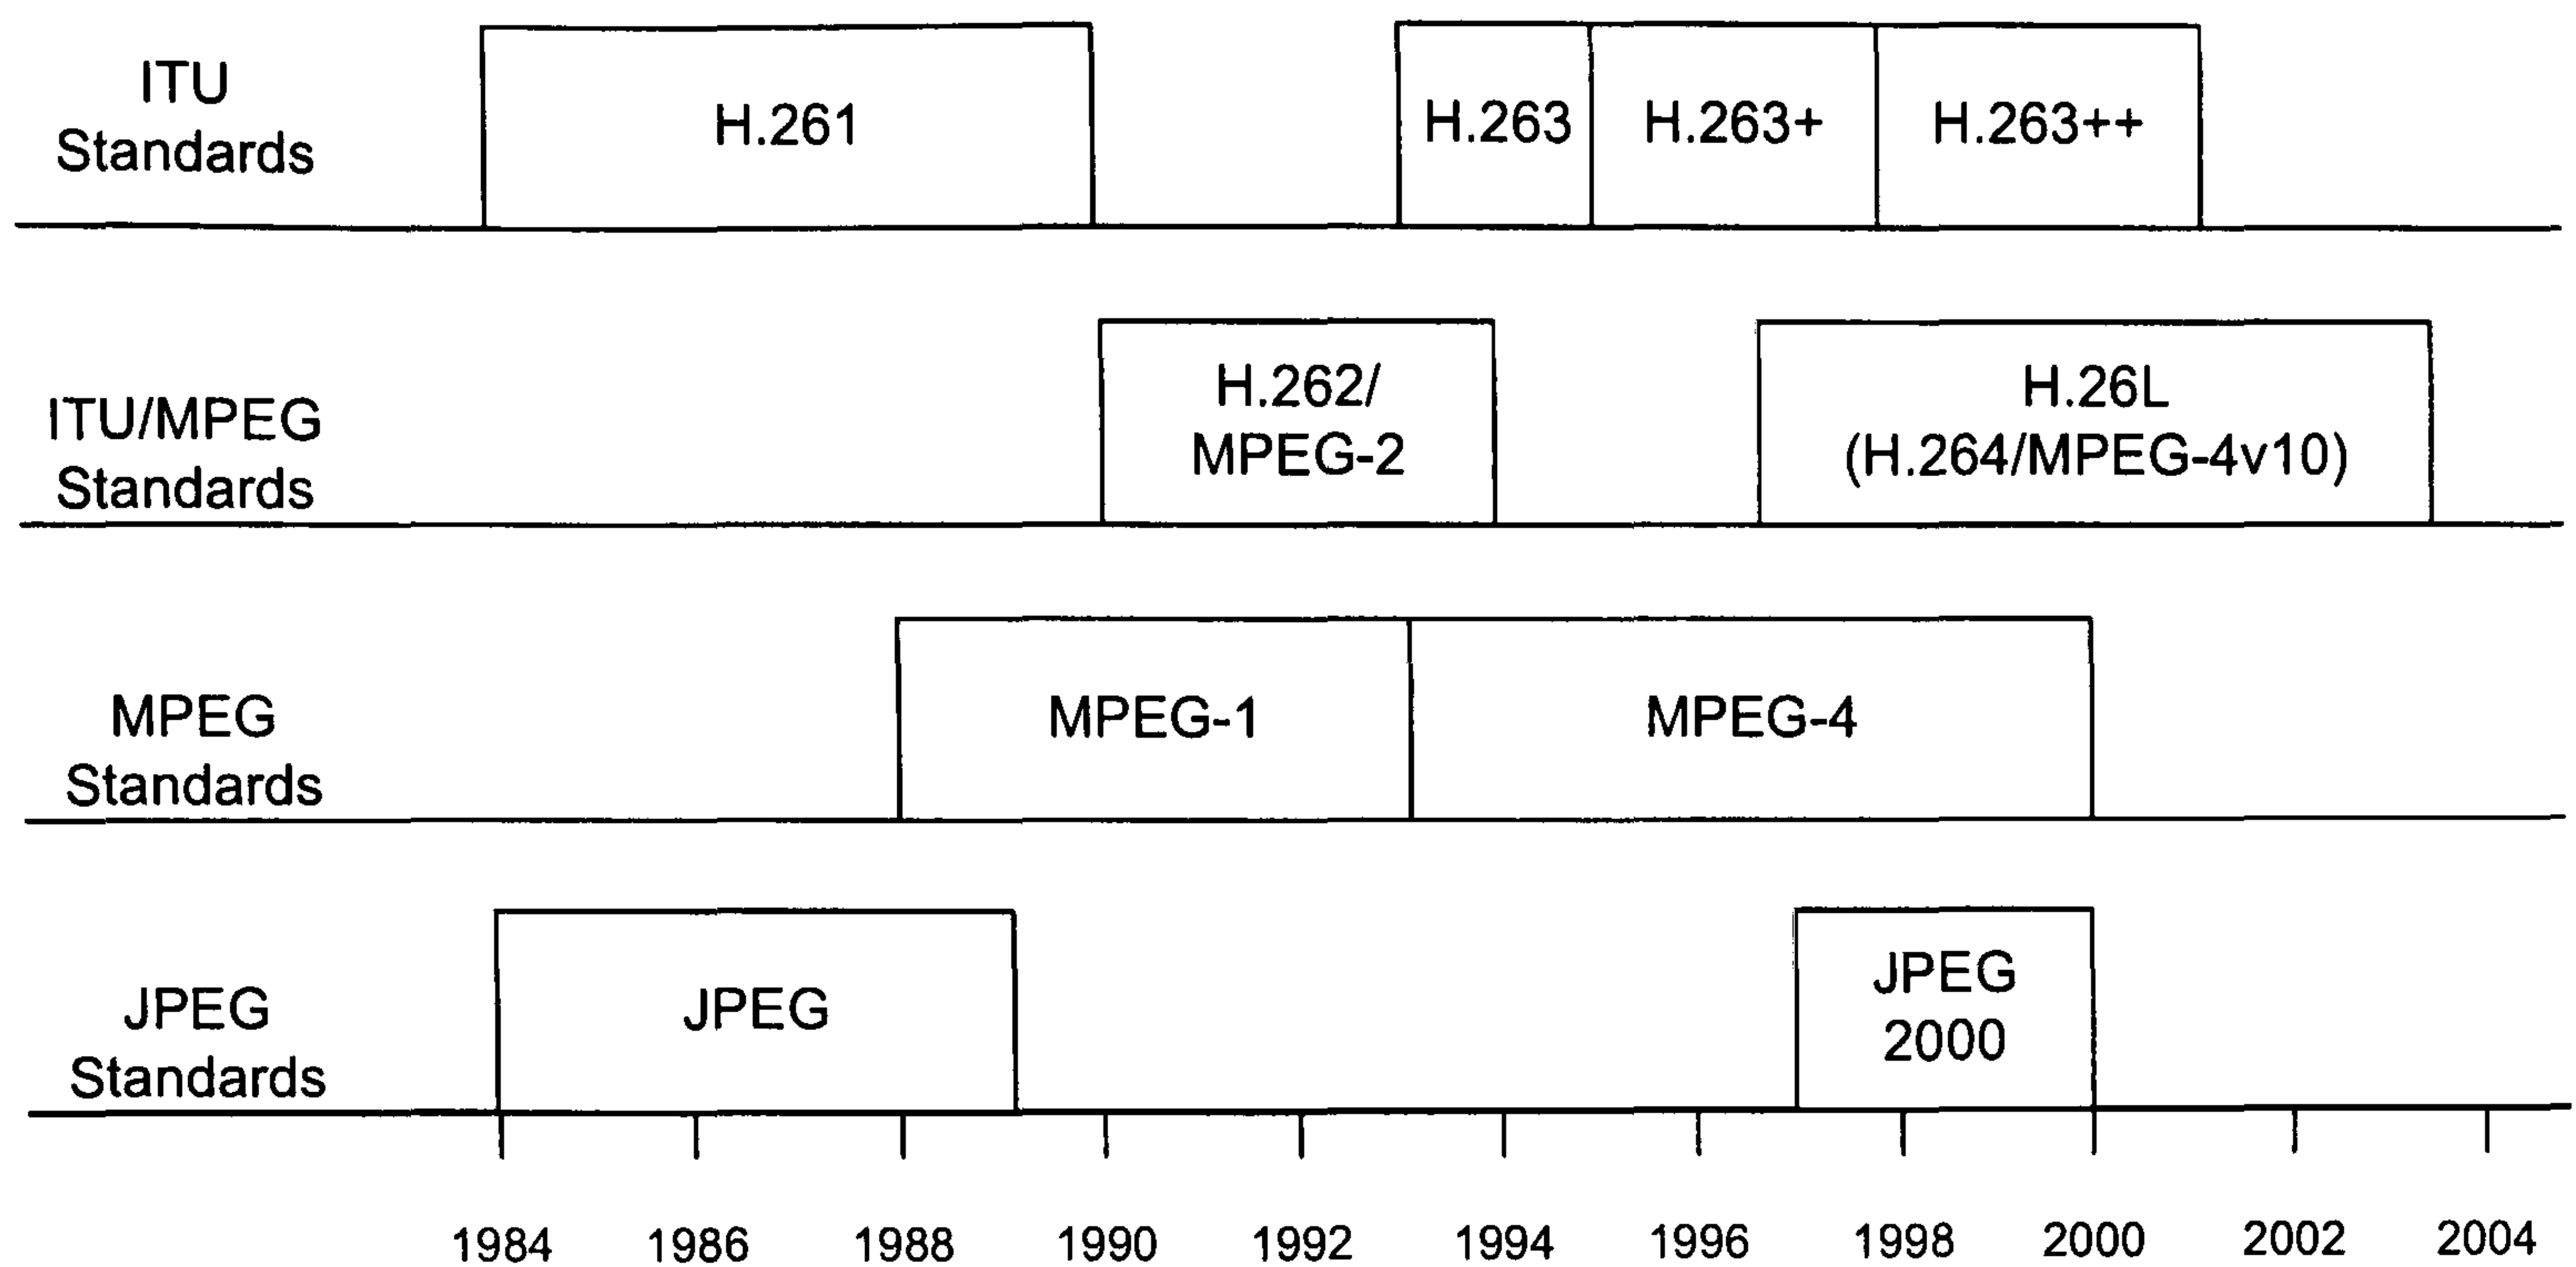 ITU
Standards
H.261
H.263
H.263+
H.263++
ITU/MPEG
Standards
H.262/
MPEG-2
H.26L
(H.264/MPEG-4v10)
MPEG
Standards
MPEG-1
MPEG-4
JPEG
Standards
JPEG
JPEG
2000
1984 1986 1988 1990 1992 1994 1996 1998 2000 2002 2004